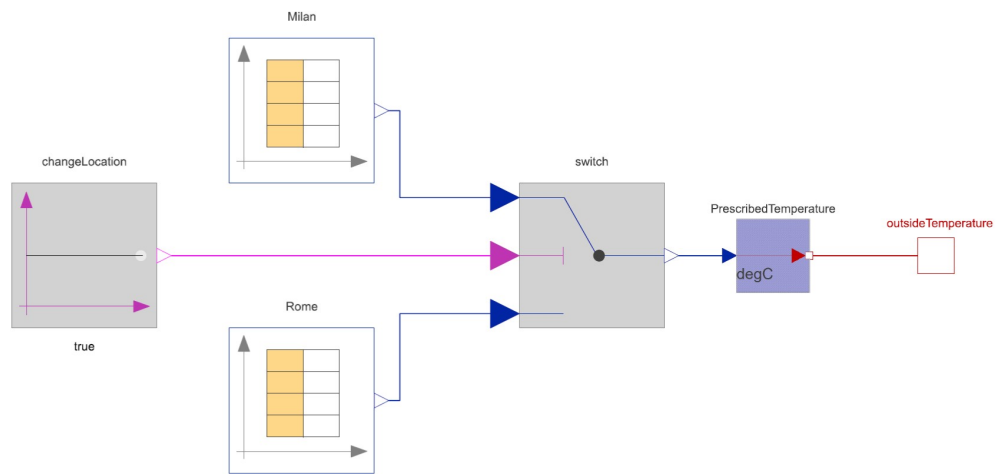 Milan
changeLocation
switch
PrescribedTemperature
outsideTemperature
degC
Rome
true